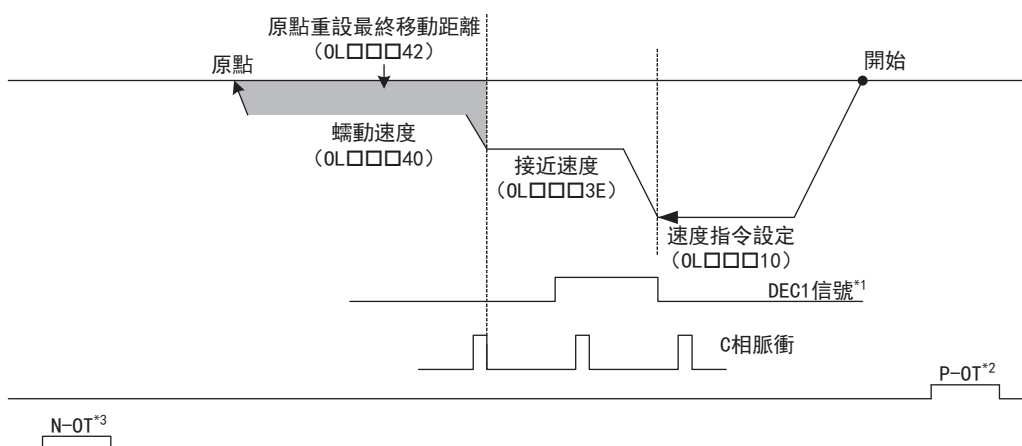 原點重設最終移動距離
（OL□□□42）
原點
開始
蠕動速度
（OL□□□40）
接近速度
（OL□□□3E）
速度指令設定
（OL□□□10）
DEC1信號*1
C相脈衝
P-OT*2
N-OT*3